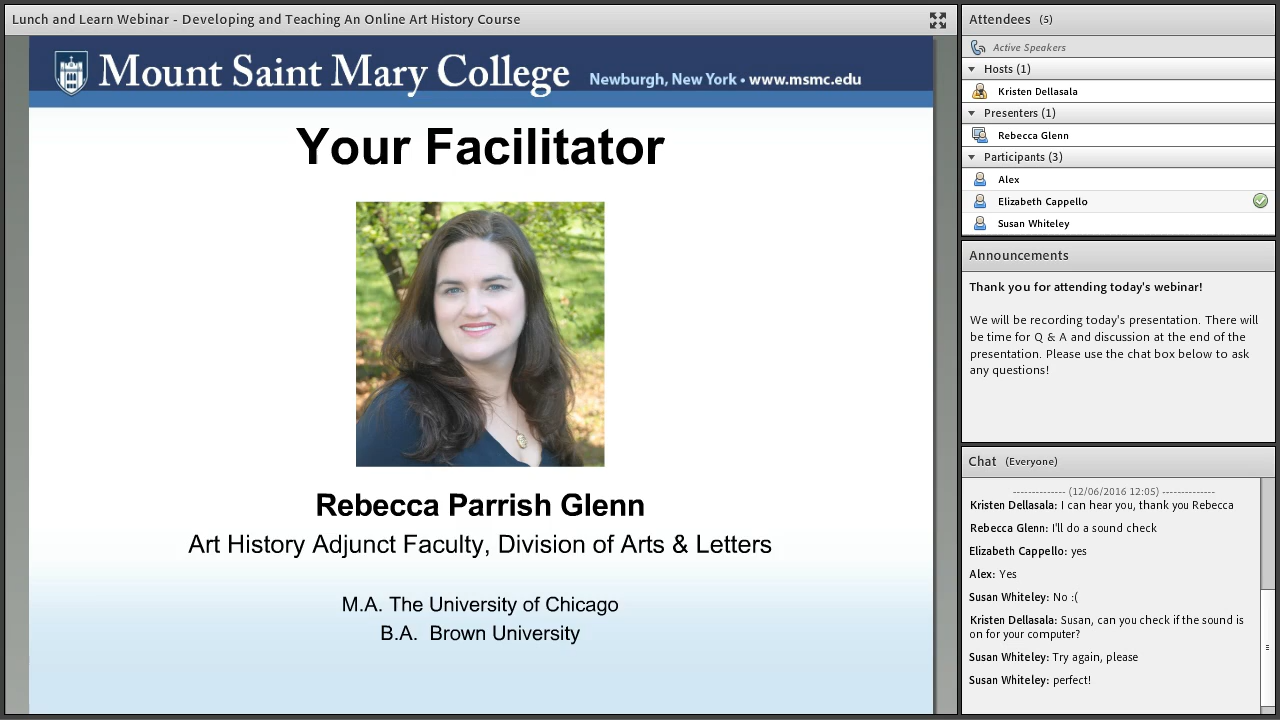 Lunch and Learn Webinar - Developing and Teaching An Online Art History Course
Mount Saint Mary College Newburgh, New York • www.msmc.edu
Your Facilitator
Rebecca Parrish Glenn
Art History Adjunct Faculty, Division of Arts & Letters
M.A. The University of Chicago
B.A. Brown University
Attendees (5)
Active Speakers
Hosts (1)
Kristen Dellasala
Presenters (1)
Rebecca Glenn
Participants (3)
Alex
Elizabeth Cappello
Susan Whiteley
Announcements
Thank you for attending today's webinar!
We will be recording today's presentation. There will
be time for Q & A and discussion at the end of the
presentation. Please use the chat box below to ask
any questions!
Chat (Everyone)
-------------- (12/06/2016 12:05) --------------
Kristen Dellasala: I can hear you, thank you Rebecca
Rebecca Glenn: I'll do a sound check
Elizabeth Cappello: yes
Alex: Yes
Susan Whiteley: No :(
Kristen Dellasala: Susan, can you check if the sound is
on for your computer?
Susan Whiteley: Try again, please
Susan Whiteley: perfect!